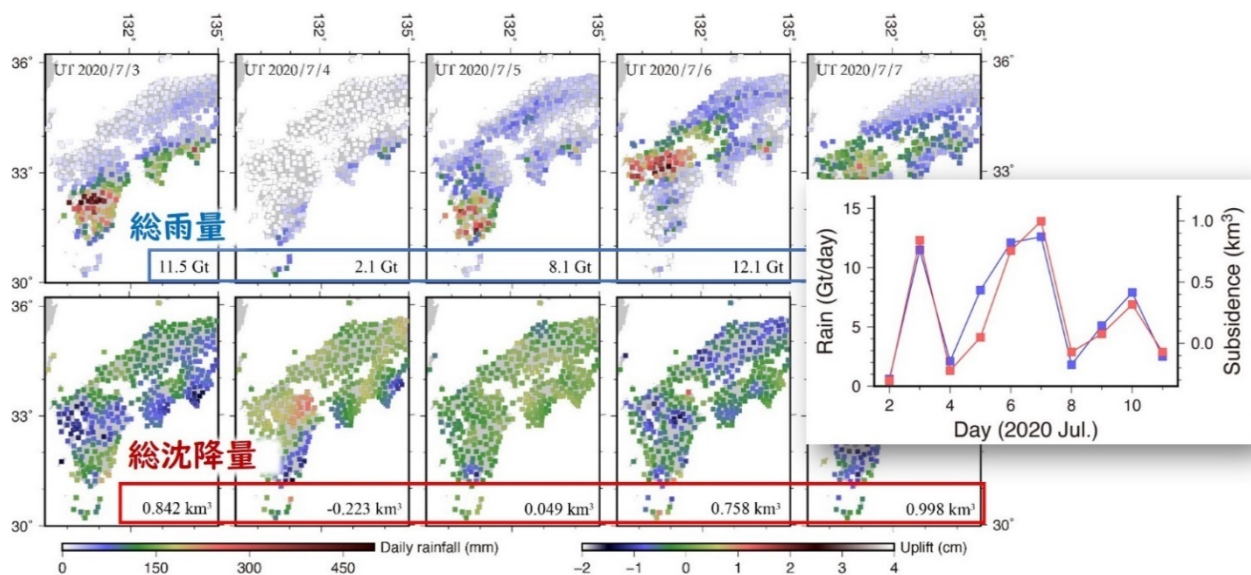 132° 135° 132° 135° 132° 135° 132° 135° 132° 135°
36° 36°
UT 2020/7/3 UT 2020/7/4 UT 2020/7/5 UT 2020/7/6 UT 2020/7/7
33° 33°
総雨量
11.5 Gt 2.1 Gt 8.1 Gt 12.1 Gt
30°
36°
33°
総沈降量
0.842 km³ -0.223 km³ 0.049 km³ 0.758 km³ 0.998 km³
30° 30°
Daily rainfall (mm)
0 150 300 450
Uplift (cm)
−2 −1 0 1 2 3 4
Rain (Gt/day)
15
10
5
0
2 4 6 8 10
Day (2020 Jul.)
1.0
0.5
0.0
Subsidence (km³)